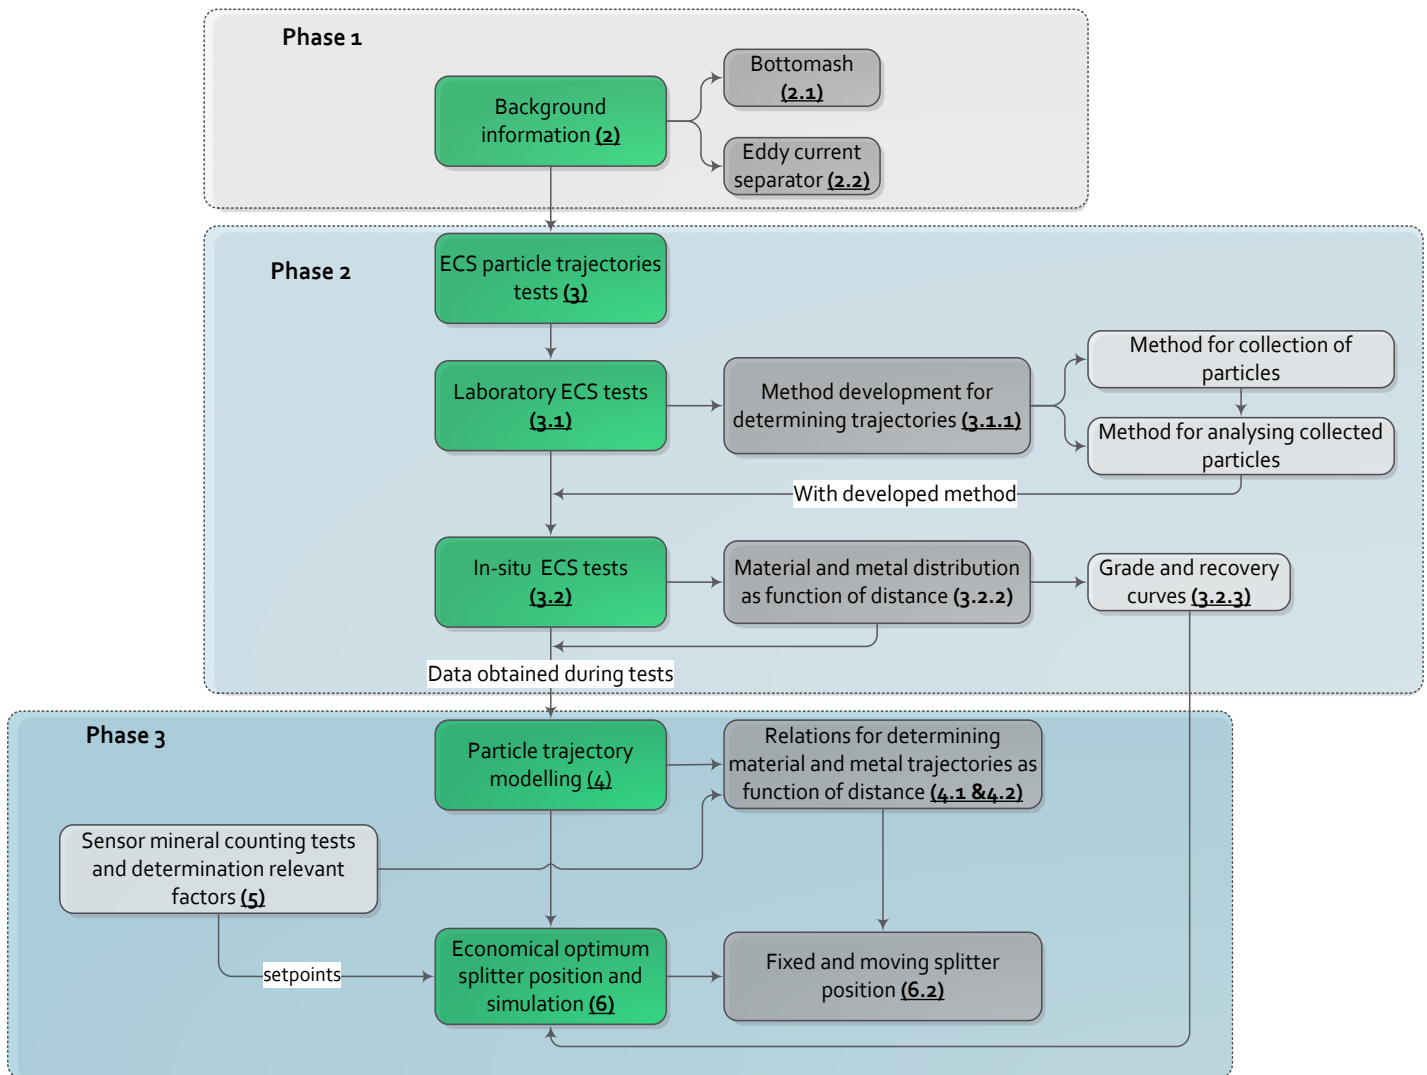 Phase 1
Background
information (2)
Bottomash
(2.1)
Eddy current
separator (2.2)
Phase 2
ECS particle trajectories
tests (3)
Laboratory ECS tests
(3.1)
Method development for
determining trajectories (3.1.1)
Method for collection of
particles
Method for analysing collected
particles
With developed method
In-situ ECS tests
(3.2)
Material and metal distribution
as function of distance (3.2.2)
Grade and recovery
curves (3.2.3)
Data obtained during tests
Phase 3
Particle trajectory
modelling (4)
Relations for determining
material and metal trajectories as
function of distance (4.1 &4.2)
Sensor mineral counting tests
and determination relevant
factors (5)
setpoints
Economical optimum
splitter position and
simulation (6)
Fixed and moving splitter
position (6.2)